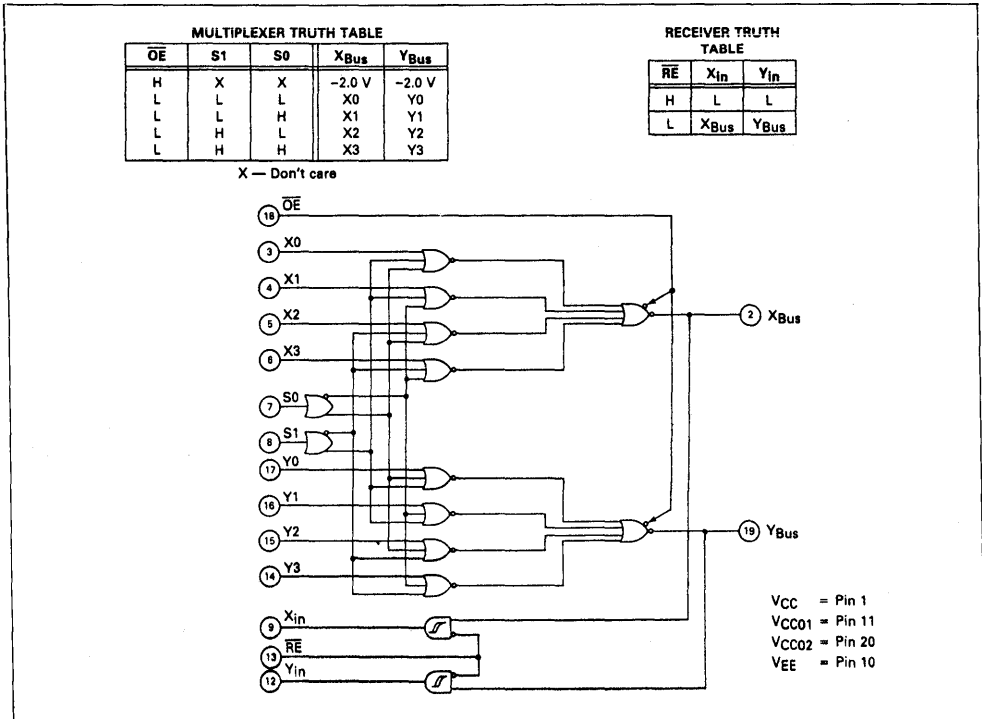 MULTIPLEXER TRUTH TABLE
OE S1 S0 XBus YBus
H X X –2.0 V –2.0 V
L L L X0 Y0
L L H X1 Y1
L H L X2 Y2
L H H X3 Y3
X — Don't care
RECEIVER TRUTH
TABLE
RE Xin Yin
H L L
L XBus YBus
18 OE
3 X0
4 X1
5 X2
6 X3
7 S0
8 S1
17 Y0
16 Y1
15 Y2
14 Y3
9 Xin
13 RE
12 Yin
2 XBus
19 YBus
VCC = Pin 1
VCCO1 = Pin 11
VCCO2 = Pin 20
VEE = Pin 10